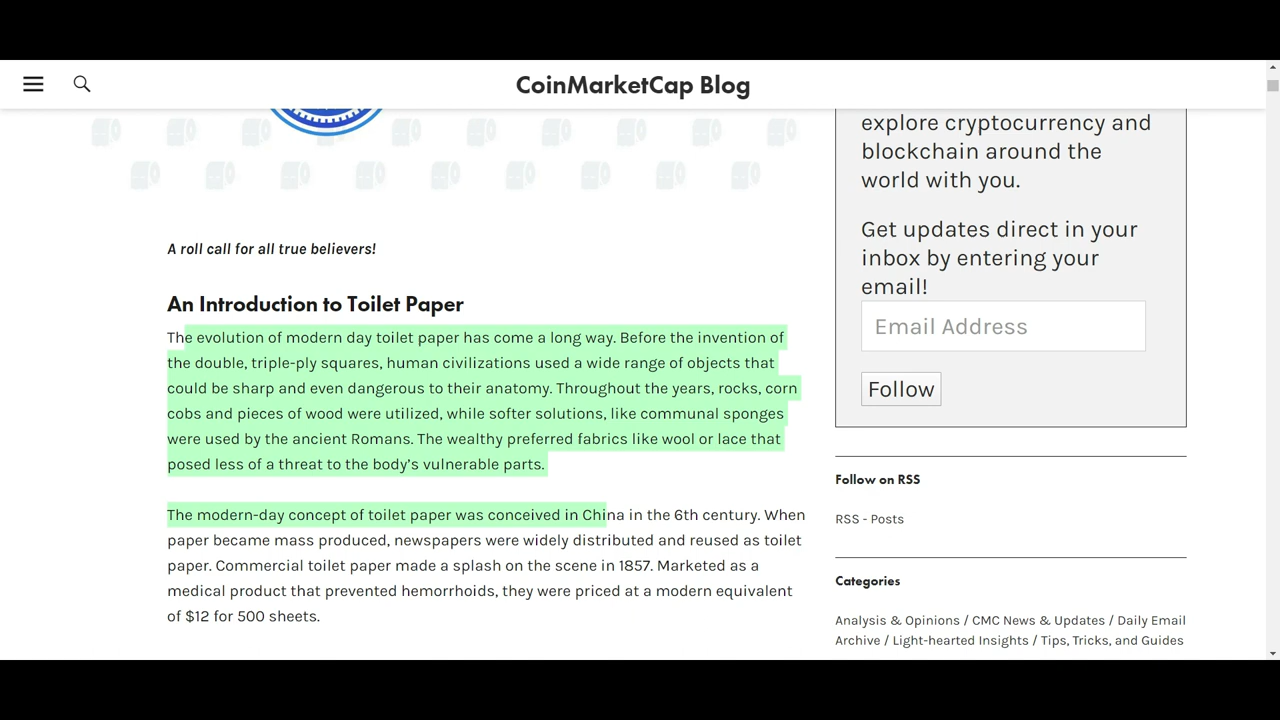 CoinMarketCap Blog
A roll call for all true believers!
An Introduction to Toilet Paper
The evolution of modern day toilet paper has come a long way. Before the invention of
the double, triple-ply squares, human civilizations used a wide range of objects that
could be sharp and even dangerous to their anatomy. Throughout the years, rocks, corn
cobs and pieces of wood were utilized, while softer solutions, like communal sponges
were used by the ancient Romans. The wealthy preferred fabrics like wool or lace that
posed less of a threat to the body’s vulnerable parts.
The modern-day concept of toilet paper was conceived in China in the 6th century. When
paper became mass produced, newspapers were widely distributed and reused as toilet
paper. Commercial toilet paper made a splash on the scene in 1857. Marketed as a
medical product that prevented hemorrhoids, they were priced at a modern equivalent
of $12 for 500 sheets.
explore cryptocurrency and
blockchain around the
world with you.
Get updates direct in your
inbox by entering your
email!
Email Address
Follow
Follow on RSS
RSS - Posts
Categories
Analysis & Opinions / CMC News & Updates / Daily Email
Archive / Light-hearted Insights / Tips, Tricks, and Guides